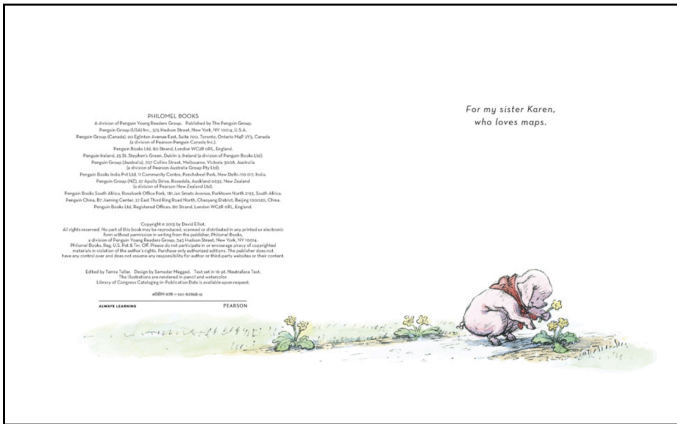 PHILOMEL BOOKS
A division of Penguin Young Readers Group. Published by The Penguin Group.
Penguin Group (USA) Inc., 375 Hudson Street, New York, NY 10014, U.S.A.
Penguin Group (Canada), 90 Eglinton Avenue East, Suite 700, Toronto, Ontario M4P 2Y3, Canada
(a division of Pearson Penguin Canada Inc.).
Penguin Books Ltd, 80 Strand, London WC2R 0RL, England.
Penguin Ireland, 25 St. Stephen's Green, Dublin 2, Ireland (a division of Penguin Books Ltd).
Penguin Group (Australia), 707 Collins Street, Melbourne, Victoria 3008, Australia
(a division of Pearson Australia Group Pty Ltd).
Penguin Books India Pvt Ltd, 11 Community Centre, Panchsheel Park, New Delhi–110 017, India.
Penguin Group (NZ), 67 Apollo Drive, Rosedale, Auckland 0632, New Zealand
(a division of Pearson New Zealand Ltd).
Penguin Books South Africa, Rosebank Office Park, 181 Jan Smuts Avenue, Parktown North 2193, South Africa.
Penguin China, B7 Jiaming Center, 27 East Third Ring Road North, Chaoyang District, Beijing 100020, China.
Penguin Books Ltd, Registered Offices: 80 Strand, London WC2R 0RL, England.
Copyright © 2013 by David Elliot.
All rights reserved. No part of this book may be reproduced, scanned or distributed in any printed or electronic
form without permission in writing from the publisher, Philomel Books,
a division of Penguin Young Readers Group, 345 Hudson Street, New York, NY 10014.
Philomel Books, Reg. U.S. Pat. & Tm. Off. Please do not participate in or encourage piracy of copyrighted
materials in violation of the author's rights. Purchase only authorized editions. The publisher does not
have any control over and does not assume any responsibility for author or third-party websites or their content.
Edited by Tamra Tuller. Design by Semadar Megged. Text set in 16 pt. Neutraface Text.
The illustrations are rendered in pencil and watercolor.
Library of Congress Cataloging-in-Publication Data is available upon request.
ALWAYS LEARNING PEARSON
For my sister Karen,
who loves maps.